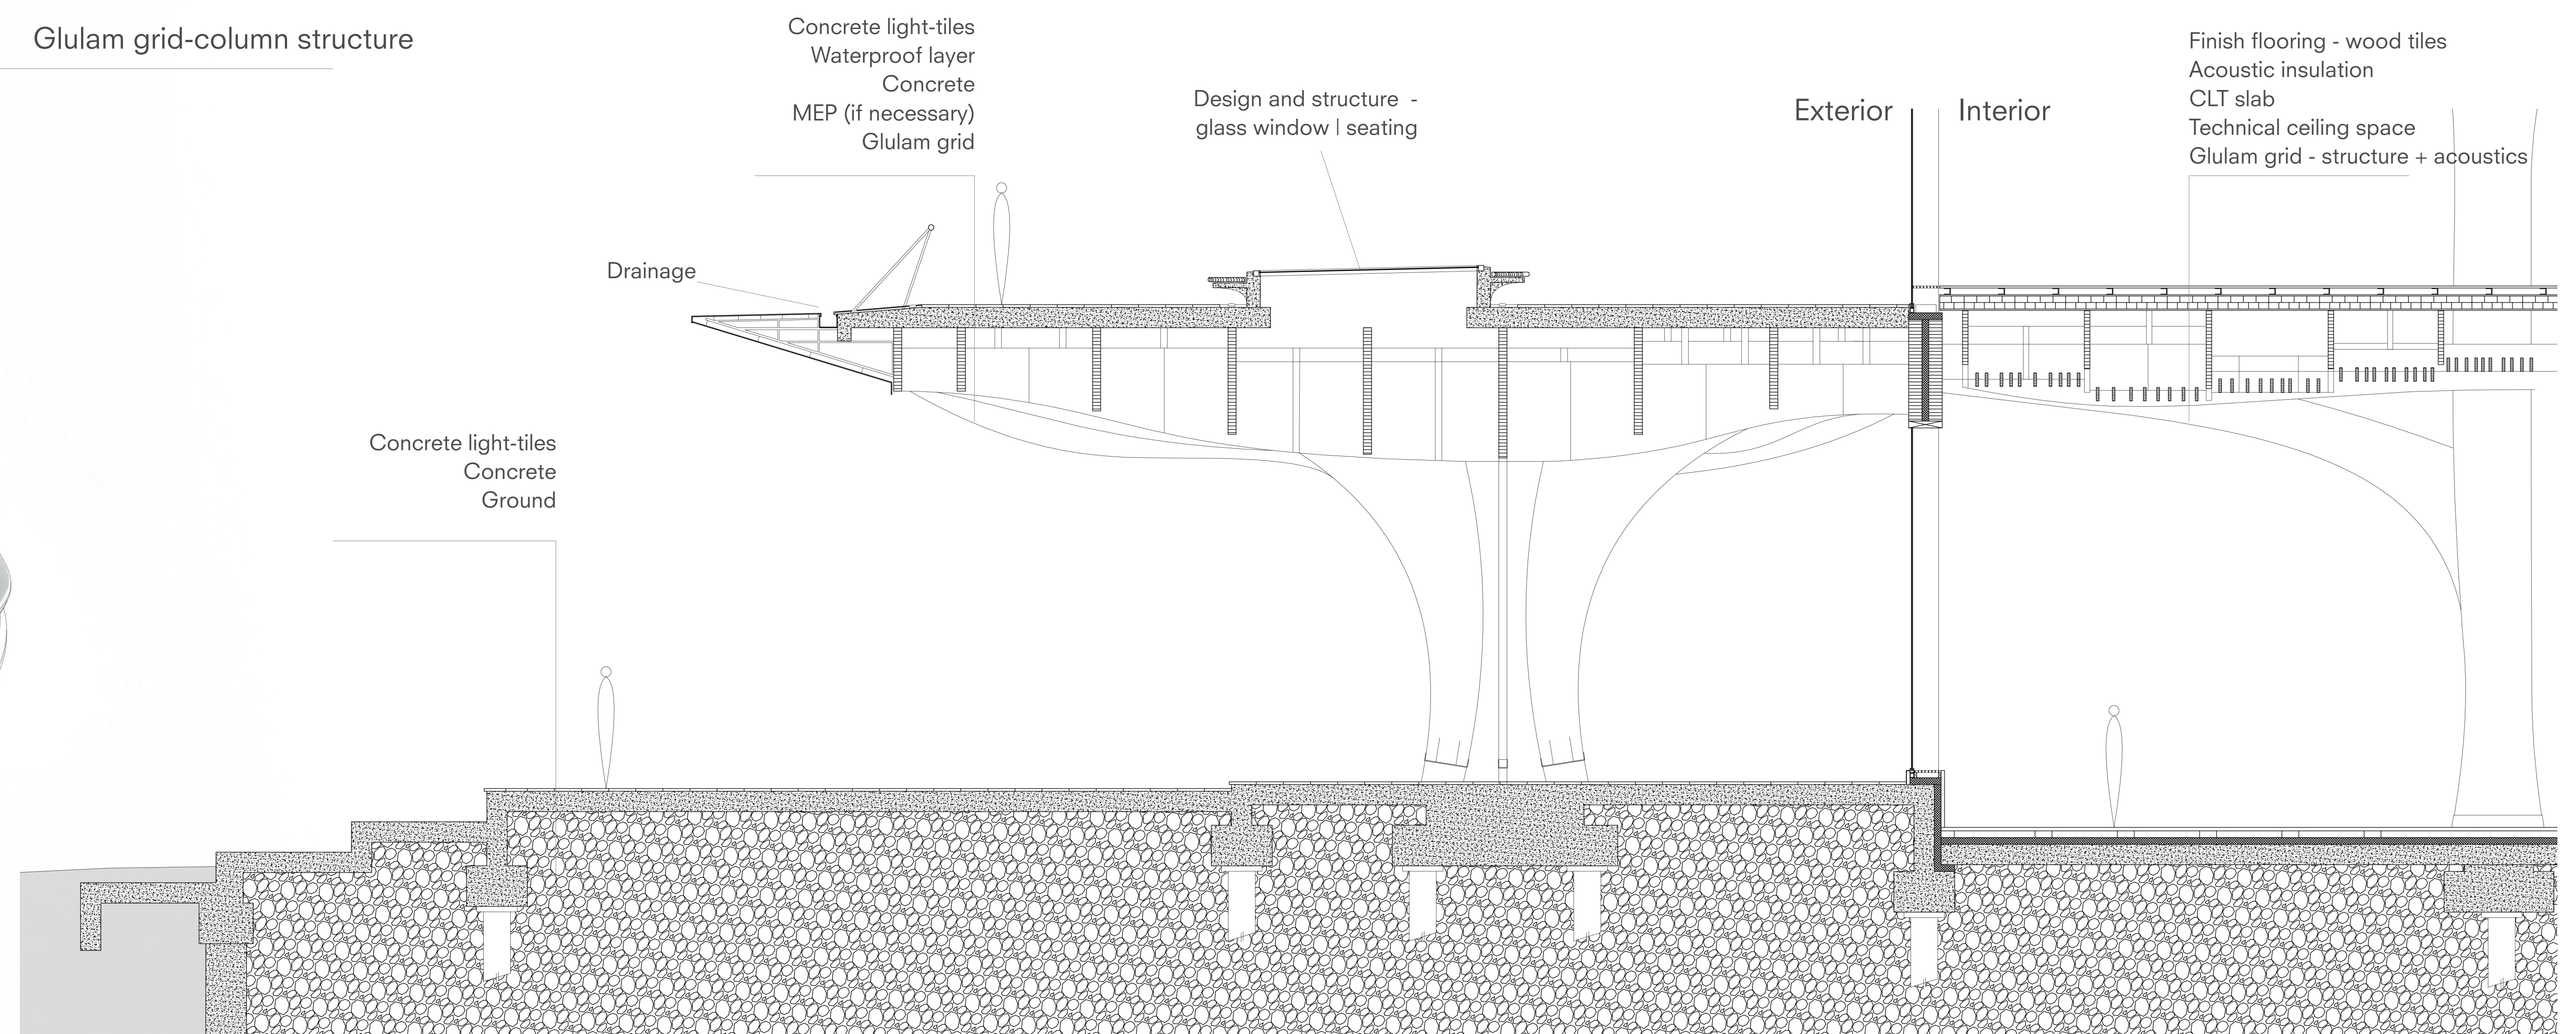 Glulam grid-column structure
Concrete light-tiles
Waterproof layer
Concrete
MEP (if necessary)
Glulam grid
Design and structure -
glass window | seating
Exterior
Interior
Finish flooring - wood tiles
Acoustic insulation
CLT slab
Technical ceiling space
Glulam grid - structure + acoustics
Drainage
Concrete light-tiles
Concrete
Ground